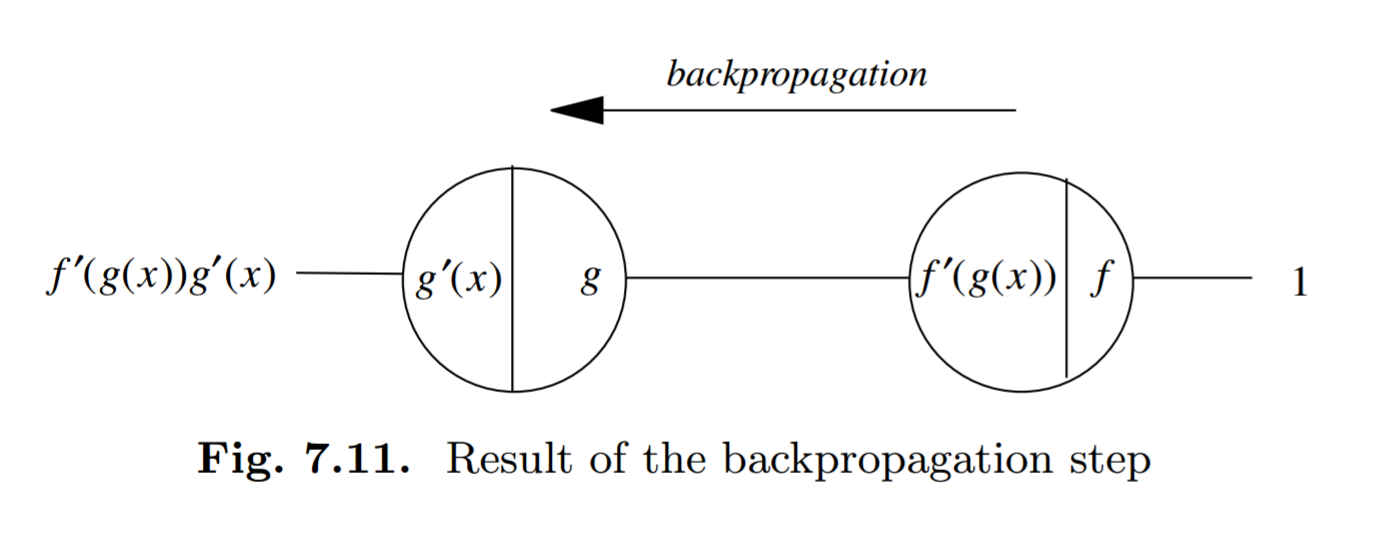 backpropagation
f′(g(x))g′(x) g′(x) g f′(g(x)) f 1
Fig. 7.11. Result of the backpropagation step